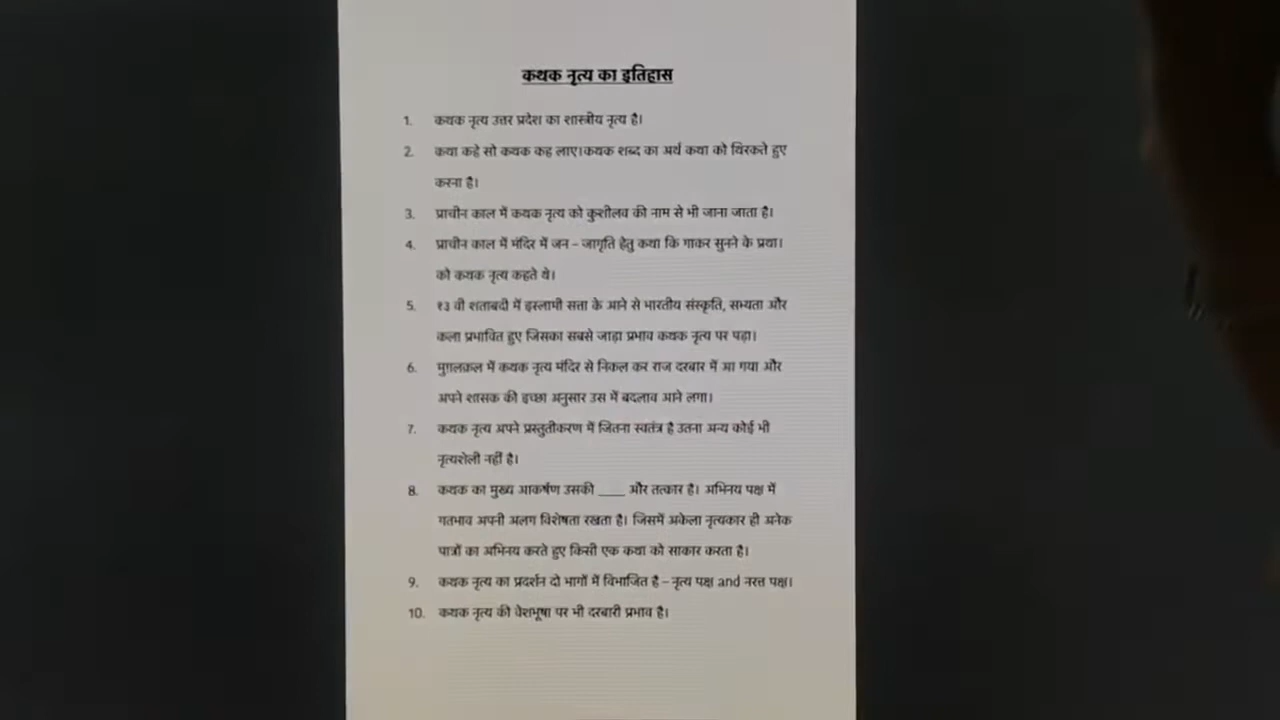 कथक नृत्य का इतिहास
1. कथक नृत्य उत्तर प्रदेश का शास्त्रीय नृत्य है।
2. कथा कहे सो कथक कह लाए।कथक शब्द का अर्थ कथा को थिरकते हुए
करना है।
3. प्राचीन काल में कथक नृत्य को कुशीलव की नाम से भी जाना जाता है।
4. प्राचीन काल में मंदिर में जन – जागृति हेतु कथा कि गाकर सुनने के प्रथा।
को कथक नृत्य कहते थे।
5. १३ वी शताबदी में इस्लामी सत्ता के आने से भारतीय संस्कृति, सभ्यता और
कला प्रभावित हुए जिसका सबसे जाड़ा प्रभाव कथक नृत्य पर पड़ा।
6. मुग़लक़ल में कथक नृत्य मंदिर से निकल कर राज दरबार में आ गया और
अपने शासक की इच्छा अनुसार उस में बदलाव आने लगा।
7. कथक नृत्य अपने प्रस्तुतीकरण में जितना स्वतंत्र है उतना अन्य कोई भी
नृत्यशेली नहीं है।
8. कथक का मुख्य आकर्षण उसकी ____ और तत्कार है। अभिनय पक्ष में
गतभाव अपनी अलग विशेषता रखता है। जिसमें अकेला नृत्यकार ही अनेक
पात्रों का अभिनय करते हुए किसी एक कथा को साकार करता है।
9. कथक नृत्य का प्रदर्शन दो भागों में विभाजित है – नृत्य पक्ष and नरत्त पक्ष।
10. कथक नृत्य की वेशभूषा पर भी दरबारी प्रभाव है।